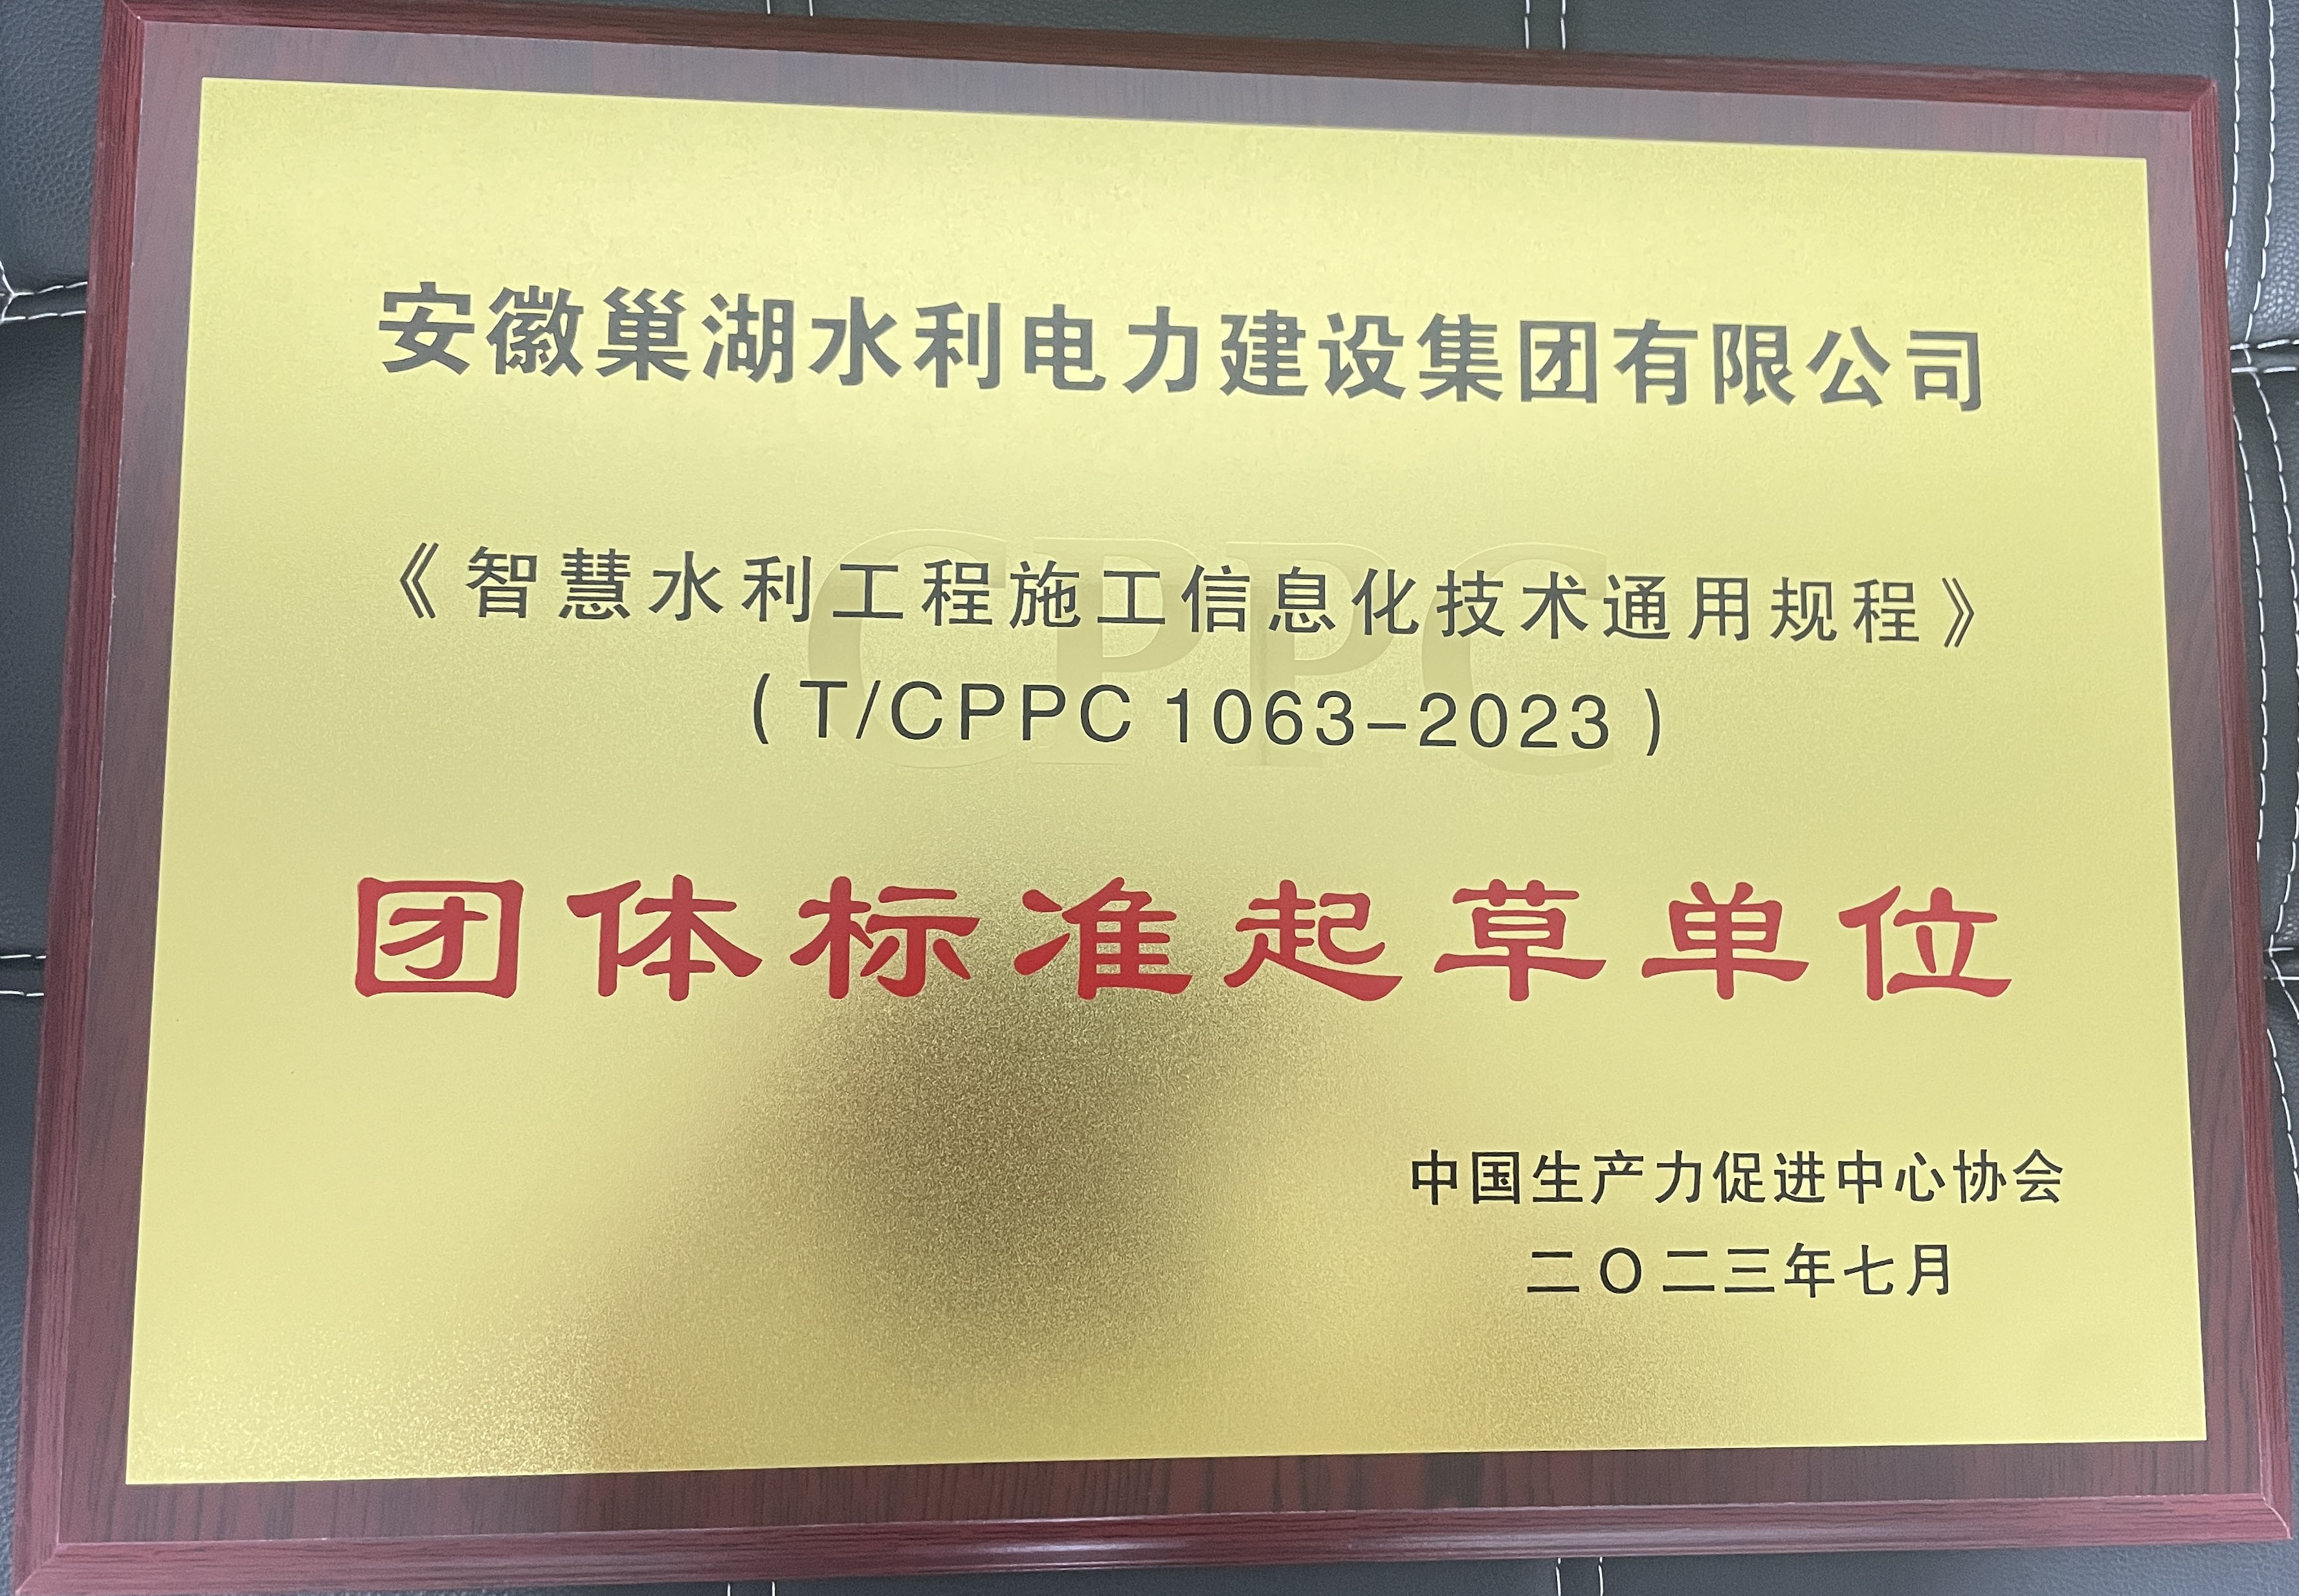 安徽巢湖水利电力建设集团有限公司
《智慧水利工程施工信息化技术通用规程》
（T/CPPC 1063-2023）
CPPC
团体标准起草单位
中国生产力促进中心协会
二〇二三年七月